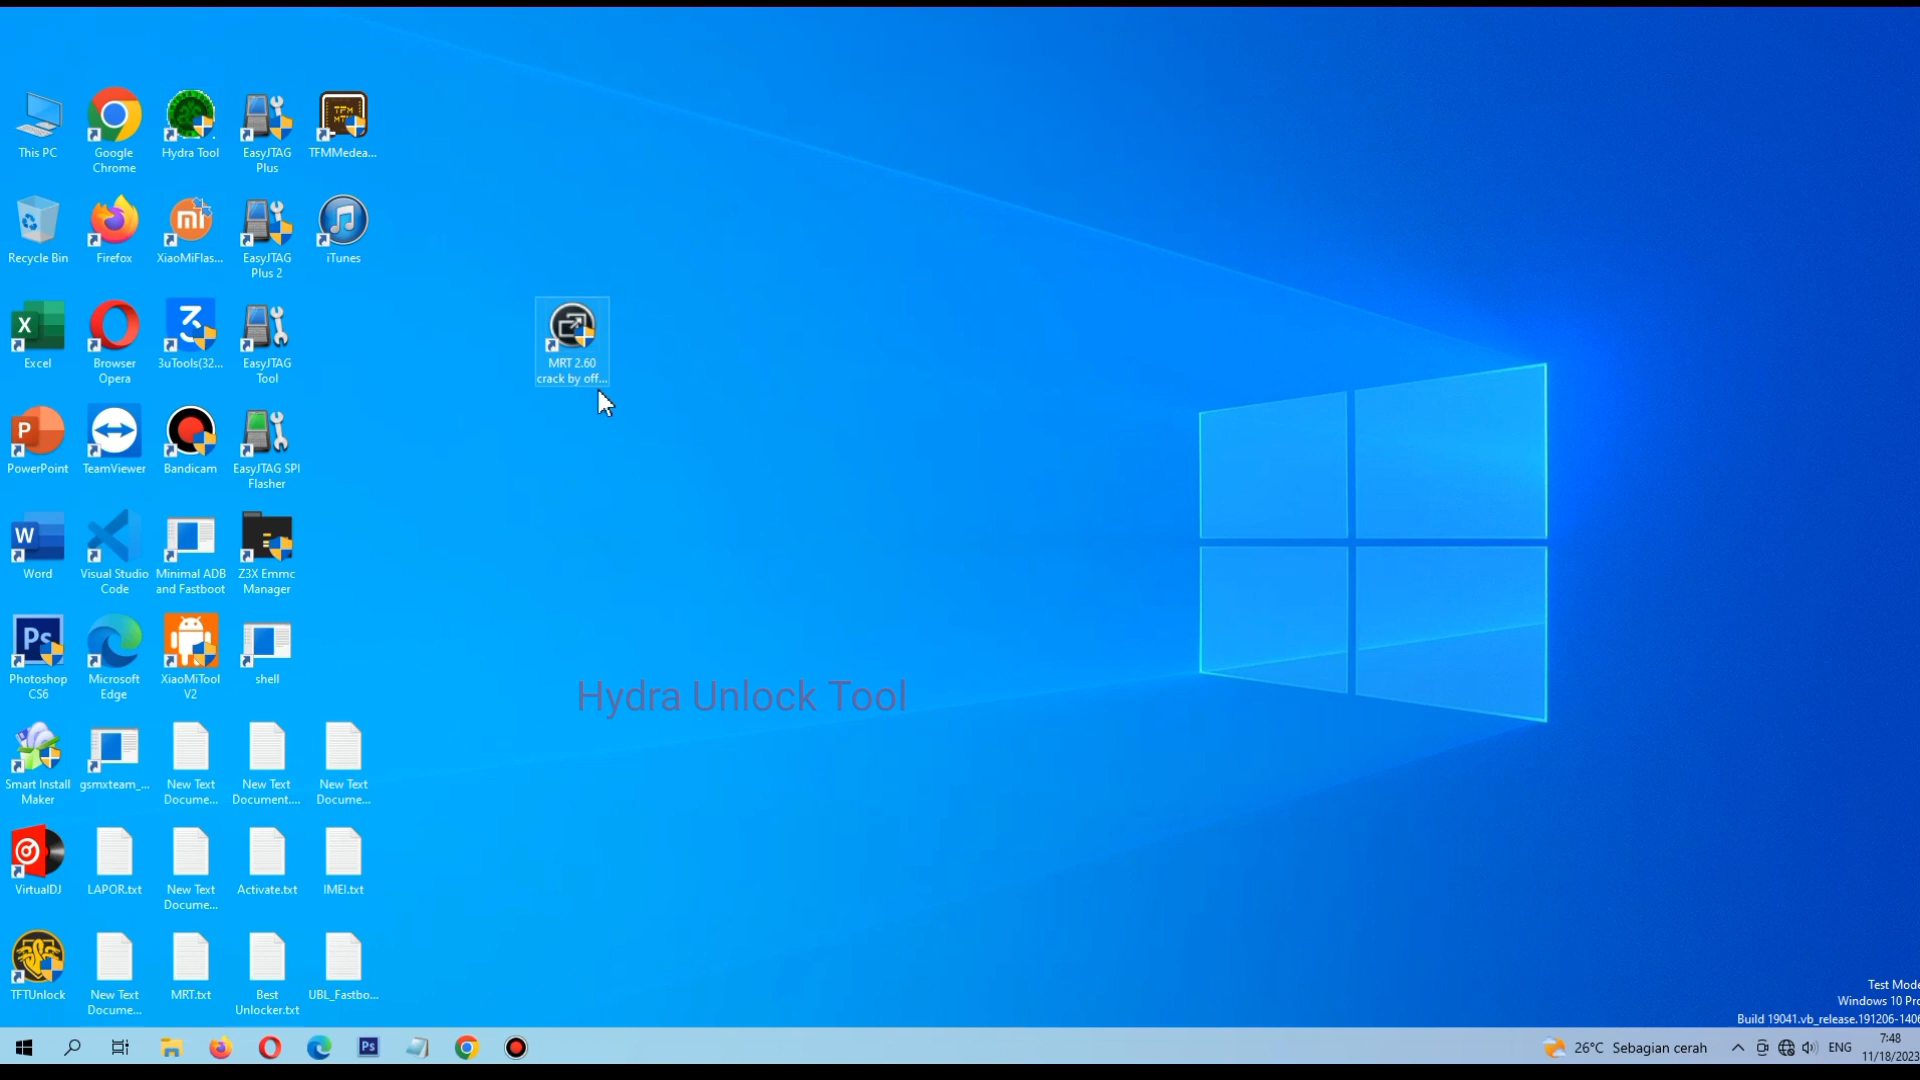 This PC
Google
Chrome
Hydra Tool
EasyJTAG
Plus
TFMMedea...
Recycle Bin
Firefox
XiaoMiFlas...
EasyJTAG
Plus 2
iTunes
Excel
Browser
Opera
3uTools(32...
EasyJTAG
Tool
MRT 2.60
crack by off...
PowerPoint
TeamViewer
Bandicam
EasyJTAG SPI
Flasher
Word
Visual Studio
Code
Minimal ADB
and Fastboot
Z3X Emmc
Manager
Photoshop
CS6
Microsoft
Edge
XiaoMiTool
V2
shell
Hydra Unlock Tool
Smart Install
Maker
gsmxteam_...
New Text
Docume...
New Text
Document....
New Text
Docume...
VirtualDJ
LAPOR.txt
New Text
Docume...
Activate.txt
IMEI.txt
TFTUnlock
New Text
Docume...
MRT.txt
Best
Unlocker.txt
UBL_Fastbo...
Test Mode
Windows 10 Pro
Build 19041.vb_release.191206-1406
26°C Sebagian cerah
ENG
7:48
11/18/2023